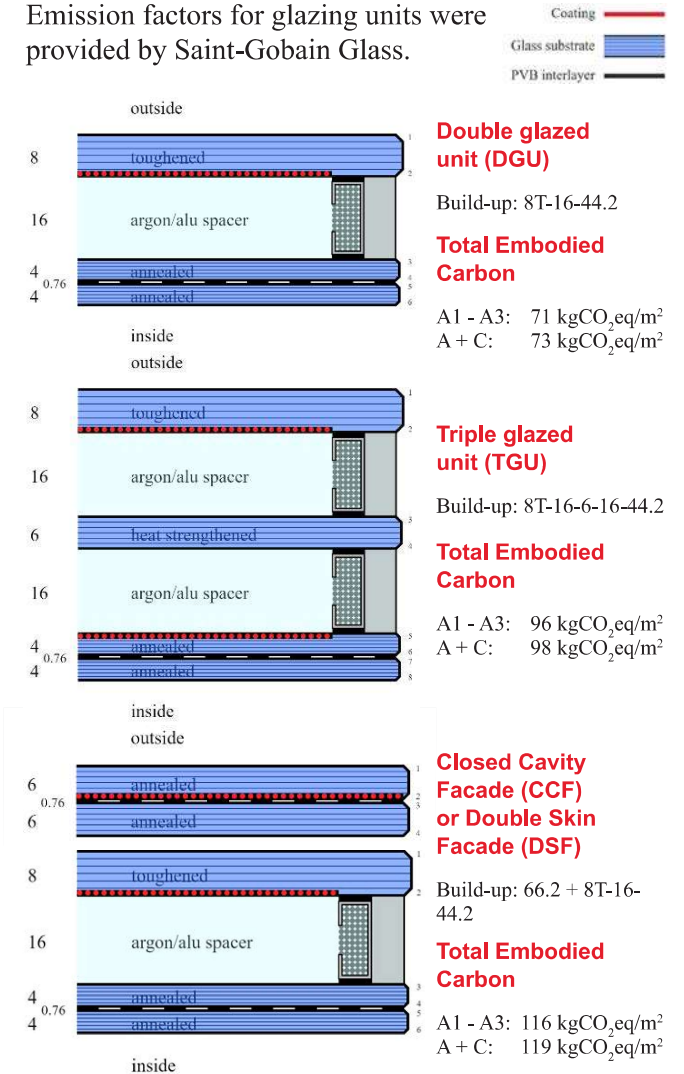 Emission factors for glazing units were
provided by Saint-Gobain Glass.
Coating
Glass substrate
PVB interlayer
outside
8 toughened
1
2
16 argon/alu spacer
4 annealed
3
4
0.76
4 annealed
5
6
inside
Double glazed
unit (DGU)
Build-up: 8T-16-44.2
Total Embodied
Carbon
A1 - A3: 71 kgCO₂eq/m²
A + C: 73 kgCO₂eq/m²
outside
8 toughened
1
2
16 argon/alu spacer
6 heat strengthened
3
4
16 argon/alu spacer
4 annealed
5
6
0.76
4 annealed
7
8
inside
Triple glazed
unit (TGU)
Build-up: 8T-16-6-16-44.2
Total Embodied
Carbon
A1 - A3: 96 kgCO₂eq/m²
A + C: 98 kgCO₂eq/m²
outside
6 annealed
1
2
0.76
6 annealed
3
4
8 toughened
1
2
16 argon/alu spacer
4 annealed
3
4
0.76
4 annealed
5
6
inside
Closed Cavity
Facade (CCF)
or Double Skin
Facade (DSF)
Build-up: 66.2 + 8T-16-
44.2
Total Embodied
Carbon
A1 - A3: 116 kgCO₂eq/m²
A + C: 119 kgCO₂eq/m²